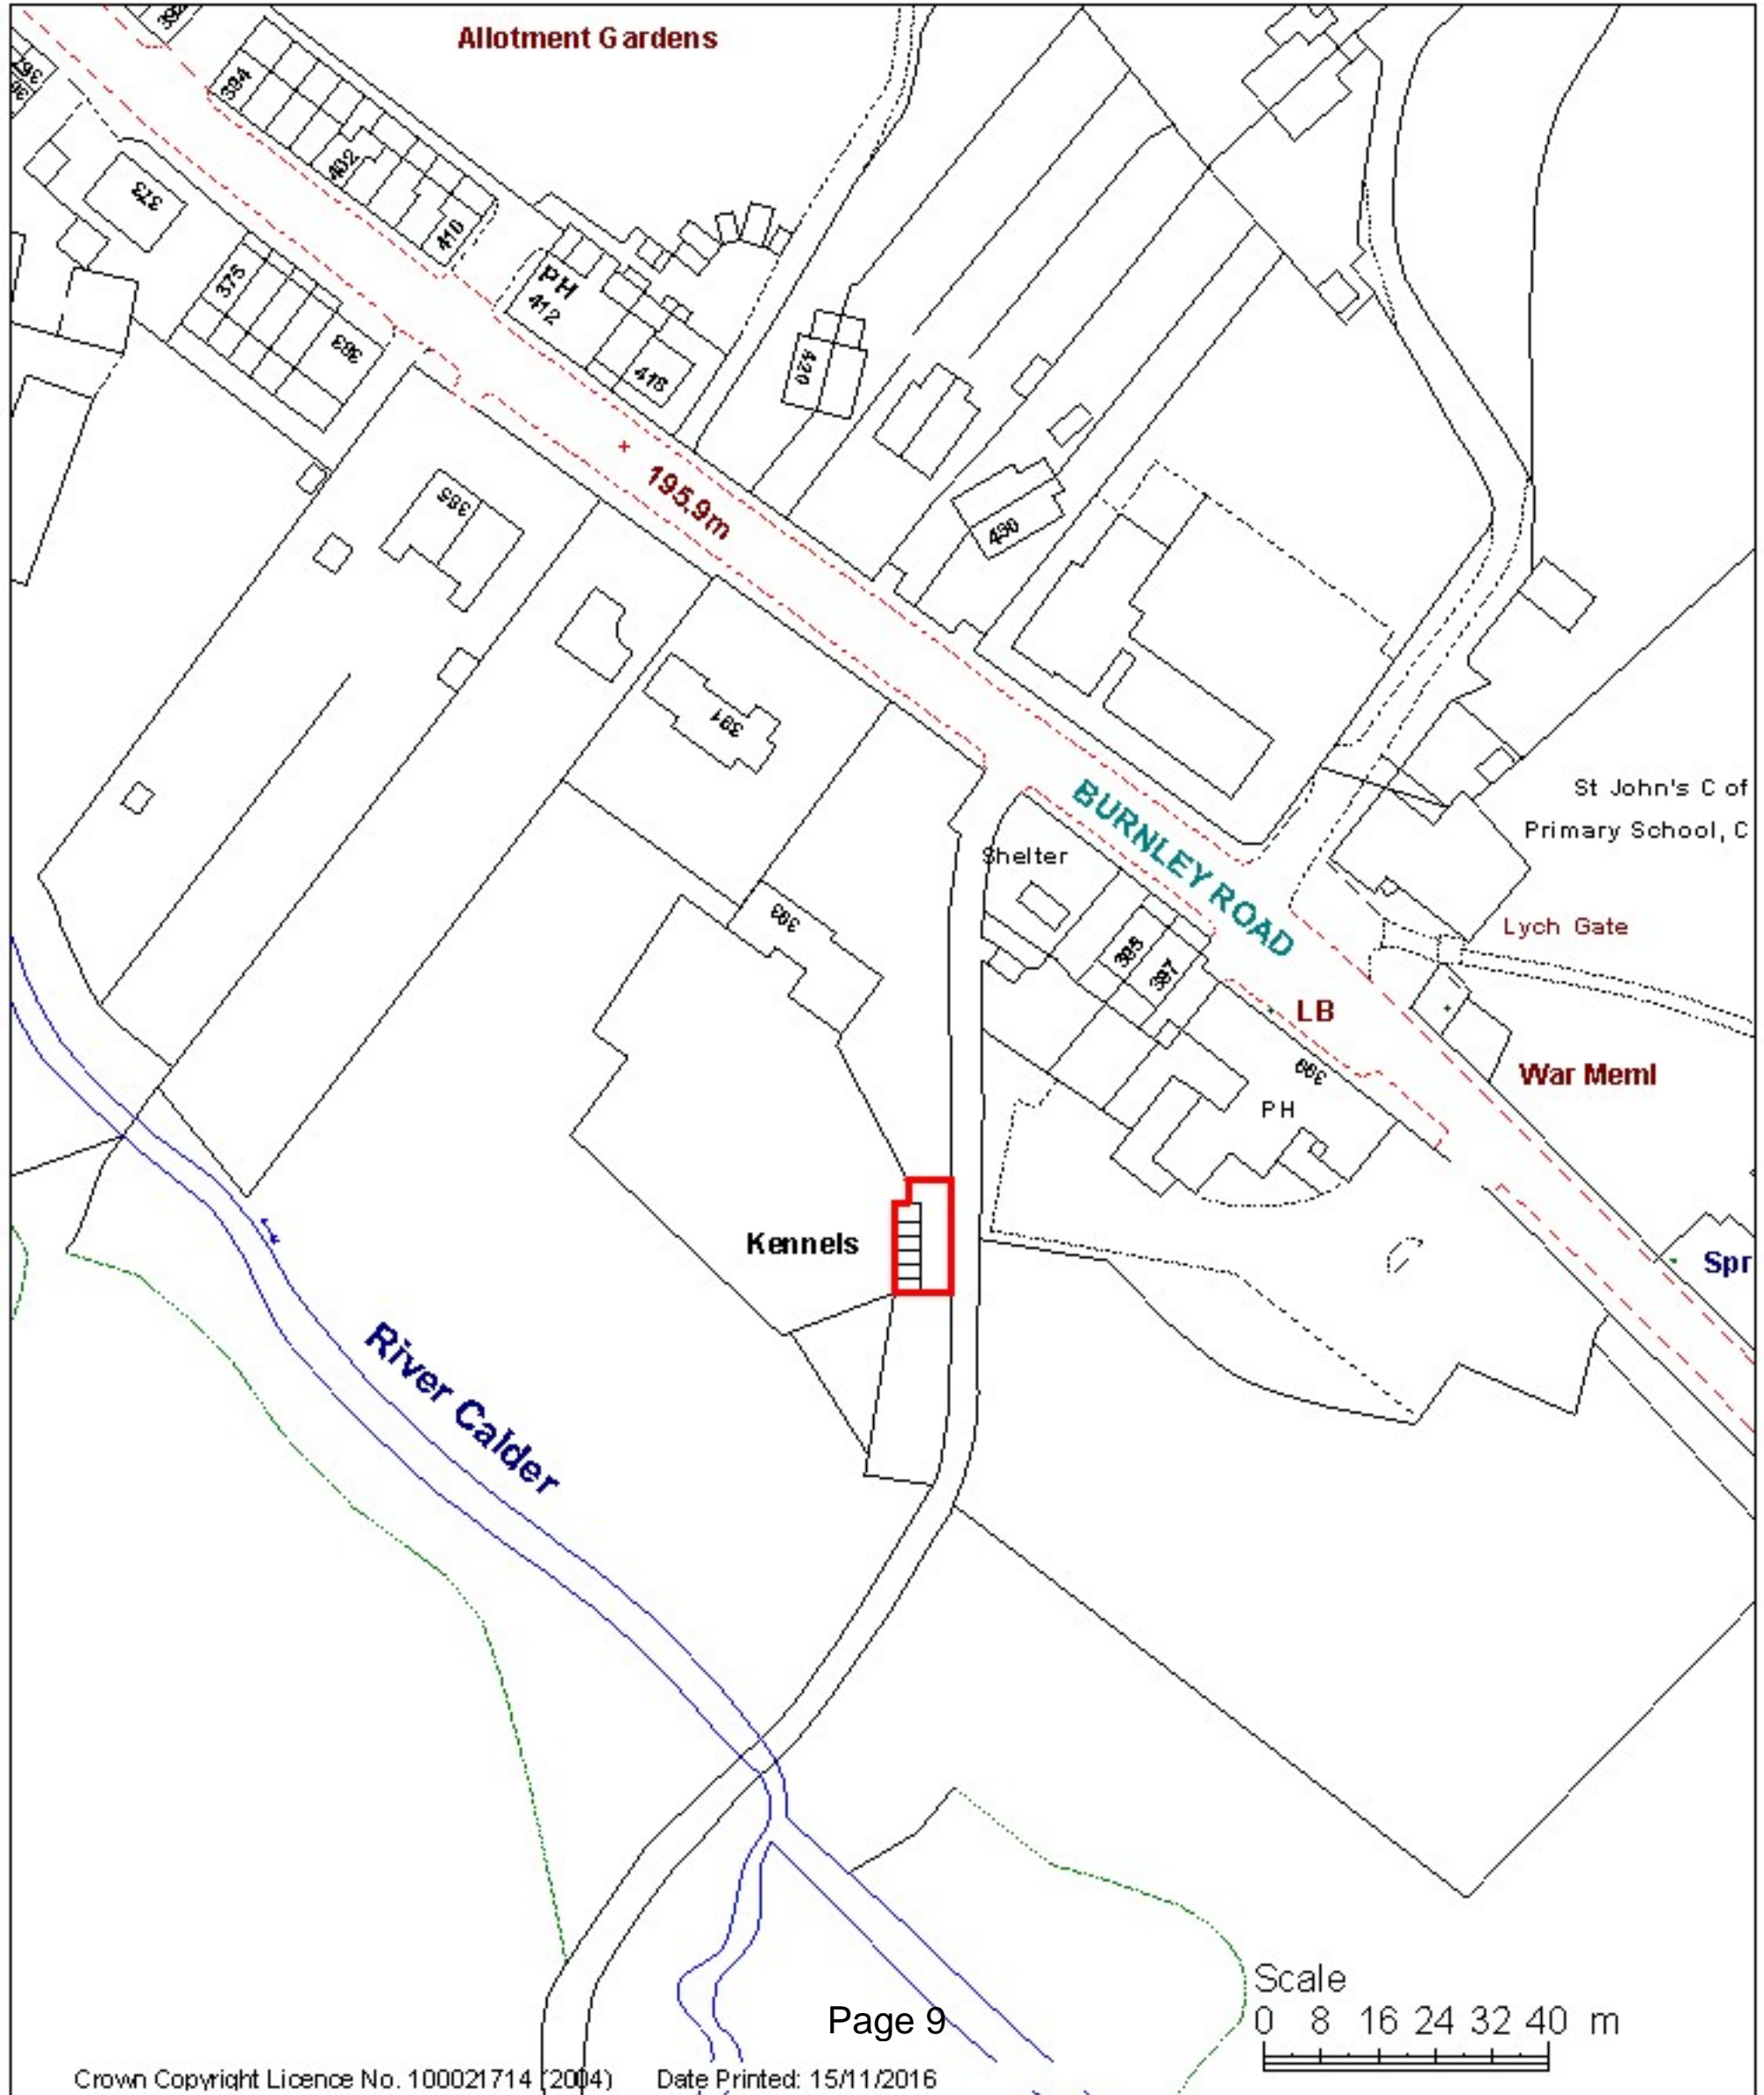 Allotment Gardens
394
402
410
373
375
383
PH
412
418
420
385
195.9m
430
391
BURNLEY ROAD
St John's C of
Primary School, C
Shelter
393
395
397
Lych Gate
LB
War Meml
399
PH
Kennels
Spr
River Calder
Scale
0 8 16 24 32 40 m
Page 9
Crown Copyright Licence No. 100021714 (2004) Date Printed: 15/11/2016